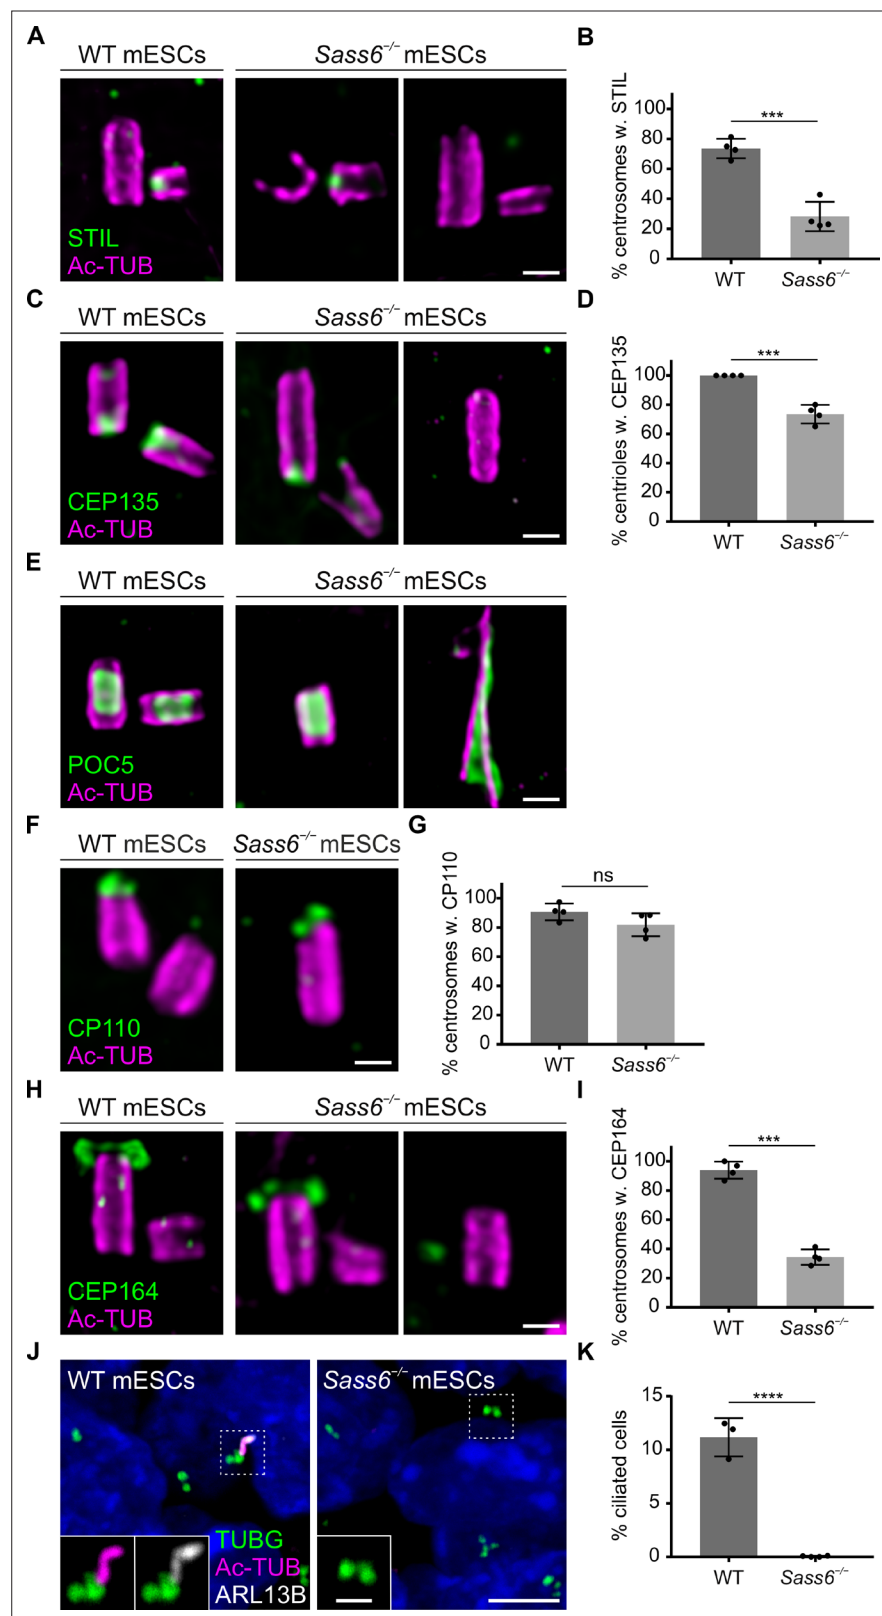 A
WT mESCs
Sass6⁻/⁻ mESCs
STIL
Ac-TUB
B
% centrosomes w. STIL
100
80
60
40
20
0
***
WT
Sass6⁻/⁻
C
WT mESCs
Sass6⁻/⁻ mESCs
CEP135
Ac-TUB
D
% centrioles w. CEP135
100
80
60
40
20
0
***
WT
Sass6⁻/⁻
E
WT mESCs
Sass6⁻/⁻ mESCs
POC5
Ac-TUB
F
WT mESCs
Sass6⁻/⁻ mESCs
CP110
Ac-TUB
G
% centrosomes w. CP110
100
80
60
40
20
0
ns
WT
Sass6⁻/⁻
H
WT mESCs
Sass6⁻/⁻ mESCs
CEP164
Ac-TUB
I
% centrosomes w. CEP164
100
80
60
40
20
0
***
WT
Sass6⁻/⁻
J
WT mESCs
Sass6⁻/⁻ mESCs
TUBG
Ac-TUB
ARL13B
K
% ciliated cells
15
10
5
0
****
WT
Sass6⁻/⁻